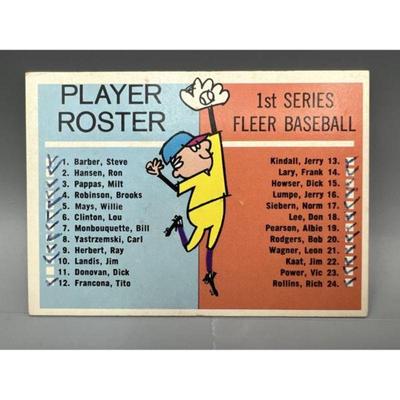 PLAYER
ROSTER
1. Barber, Steve
2. Hansen, Ron
3. Pappas, Milt
4. Robinson, Brooks
5. Mays, Willie
6. Clinton, Lou
7. Monbouquette, Bill
8. Yastrzemski, Carl
9. Herbert, Ray
10. Landis, Jim
11. Donovan, Dick
12. Francona, Tito
1st SERIES
FLEER BASEBALL
Kindall, Jerry 13.
Lary, Frank 14.
Howser, Dick 15.
Lumpe, Jerry 16.
Siebern, Norm 17.
Lee, Don 18.
Pearson, Albie 19.
Rodgers, Bob 20.
Wagner, Leon 21.
Kaat, Jim 22.
Power, Vic 23.
Rollins, Rich 24.